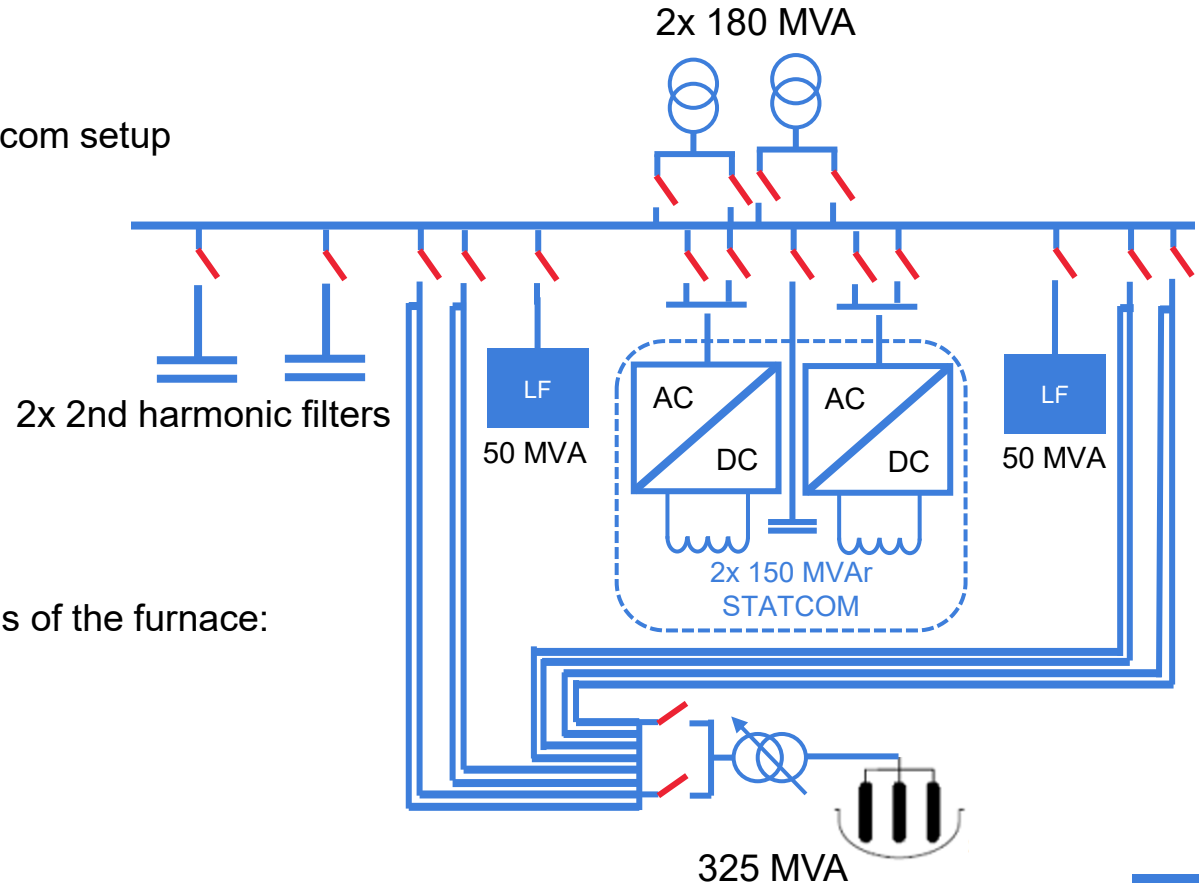 2x 180 MVA
com setup
2x 2nd harmonic filters
LF
50 MVA
AC
DC
AC
DC
LF
50 MVA
2x 150 MVAr
STATCOM
s of the furnace:
325 MVA